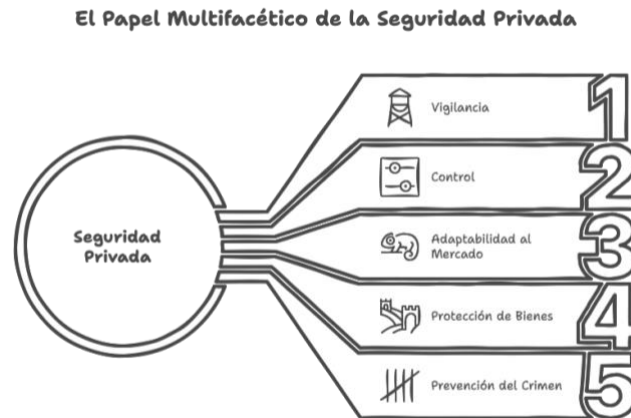 El Papel Multifacético de la Seguridad Privada
Seguridad
Privada
Vigilancia
1
Control
2
Adaptabilidad al
Mercado
3
Protección de Bienes
4
Prevención del Crimen
5